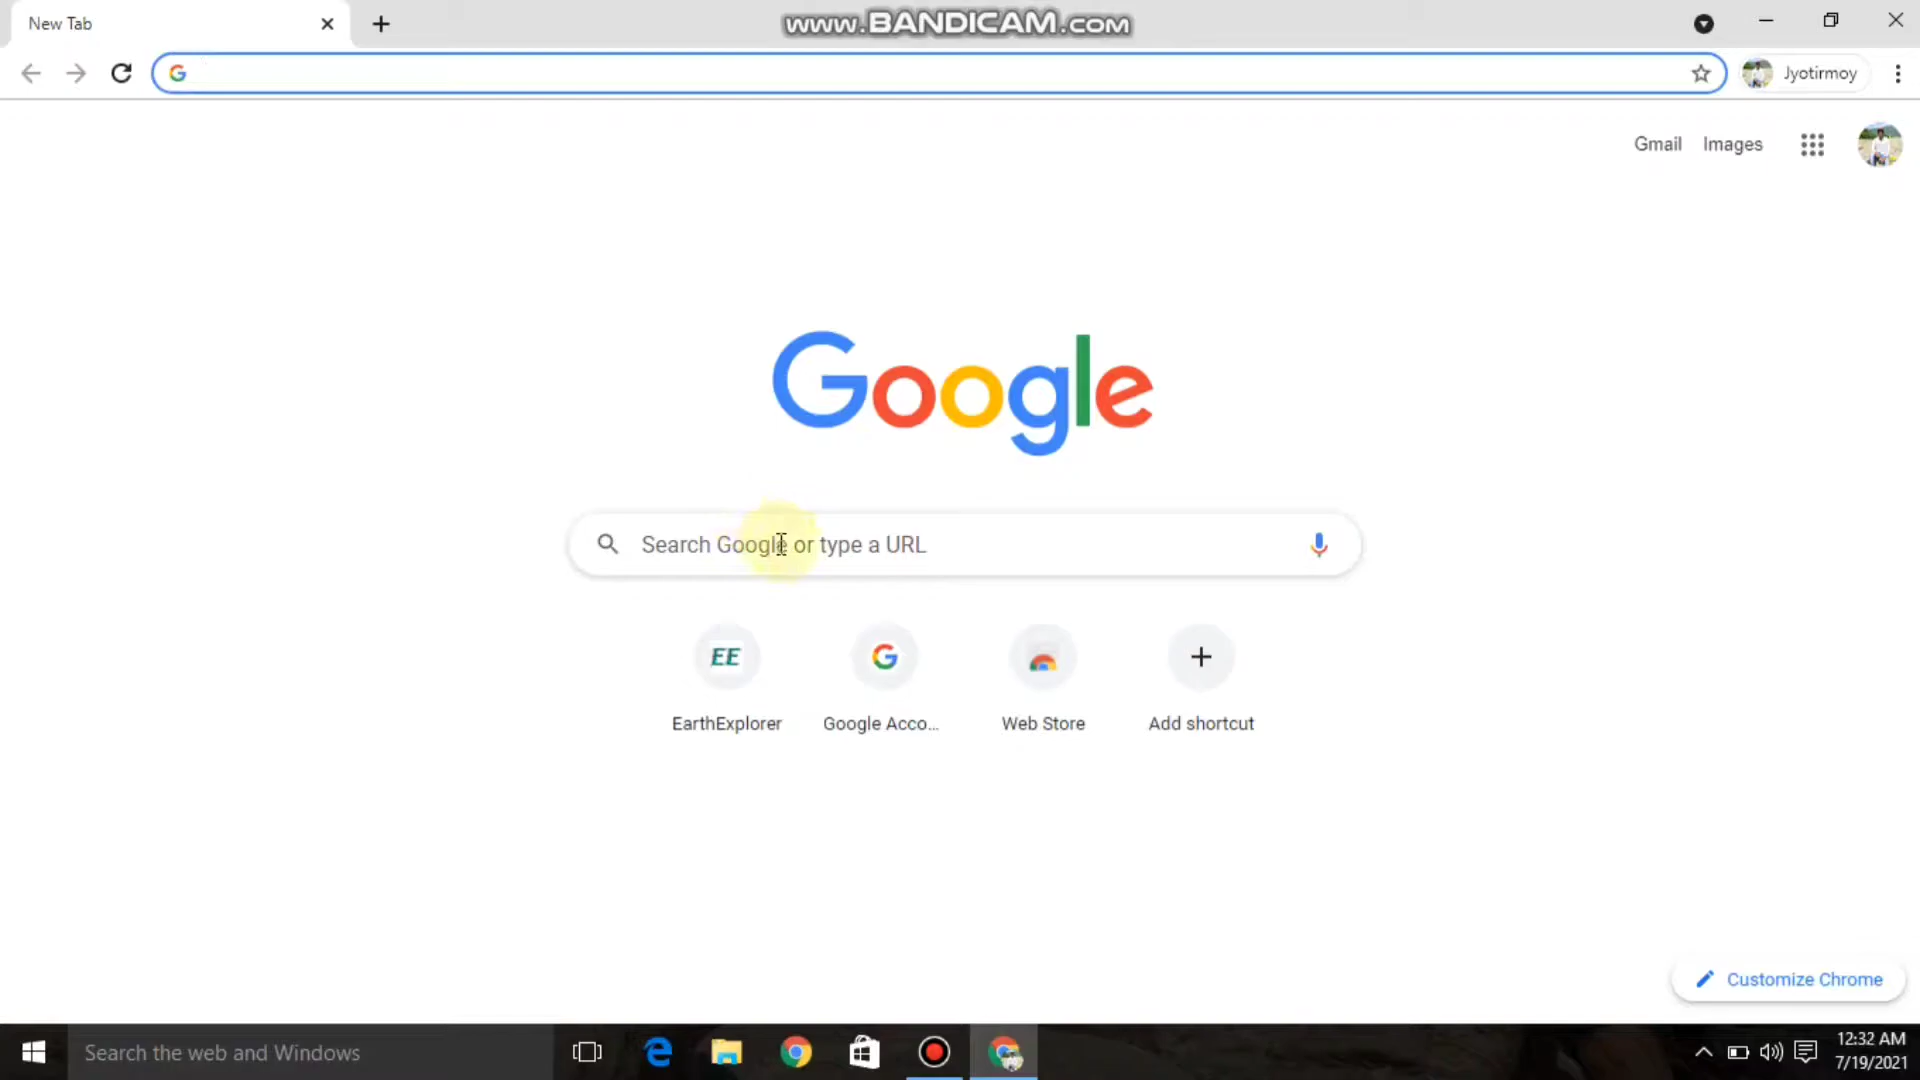 New Tab
www.BANDICAM.com
Jyotirmoy
Gmail Images
Google
Search Google or type a URL
EE
EarthExplorer
Google Acco...
Web Store
Add shortcut
Customize Chrome
Search the web and Windows
12:32 AM
7/19/2021